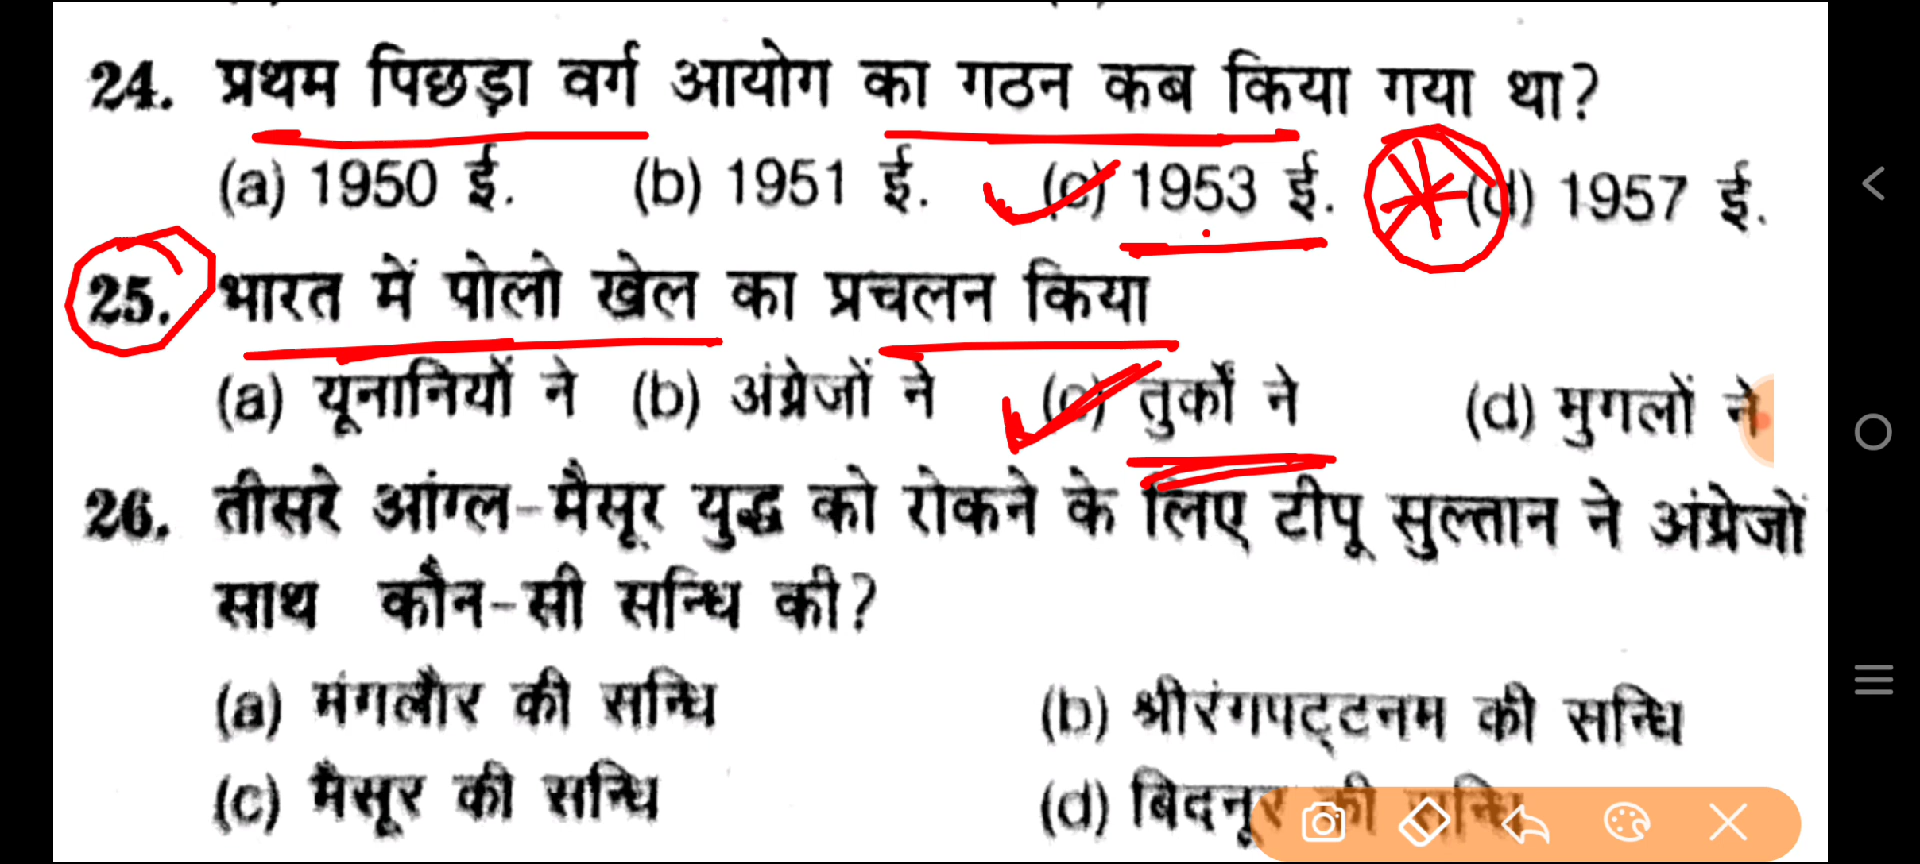 24. प्रथम पिछड़ा वर्ग आयोग का गठन कब किया गया था?
(a) 1950 ई. (b) 1951 ई. (c) 1953 ई. (d) 1957 ई.
25. भारत में पोलो खेल का प्रचलन किया
(a) यूनानियों ने (b) अंग्रेजों ने (c) तुर्कों ने (d) मुगलों ने
26. तीसरे आंग्ल-मैसूर युद्ध को रोकने के लिए टीपू सुल्तान ने अंग्रेजों
साथ कौन-सी सन्धि की?
(a) मंगलौर की सन्धि (b) श्रीरंगपट्टनम की सन्धि
(c) मैसूर की सन्धि (d) बिदनूर की सन्धि